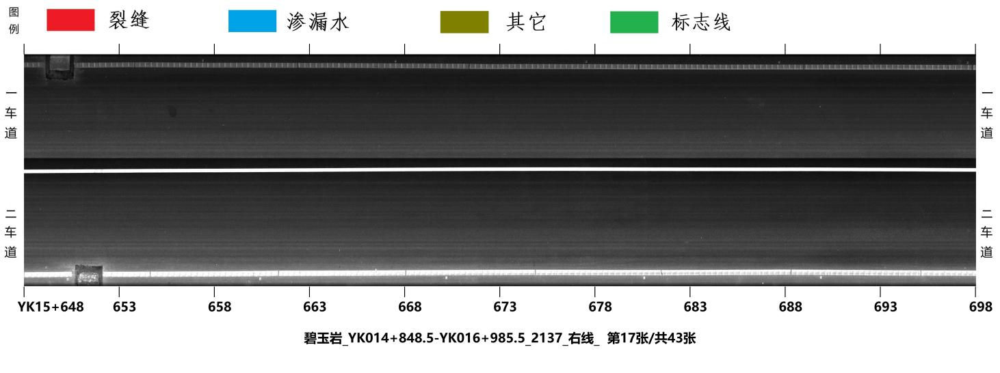 图例
裂缝
渗漏水
其它
标志线
一车道
一车道
二车道
二车道
YK15+648 653 658 663 668 673 678 683 688 693 698
碧玉岩_YK014+848.5-YK016+985.5_2137_右线_ 第17张/共43张